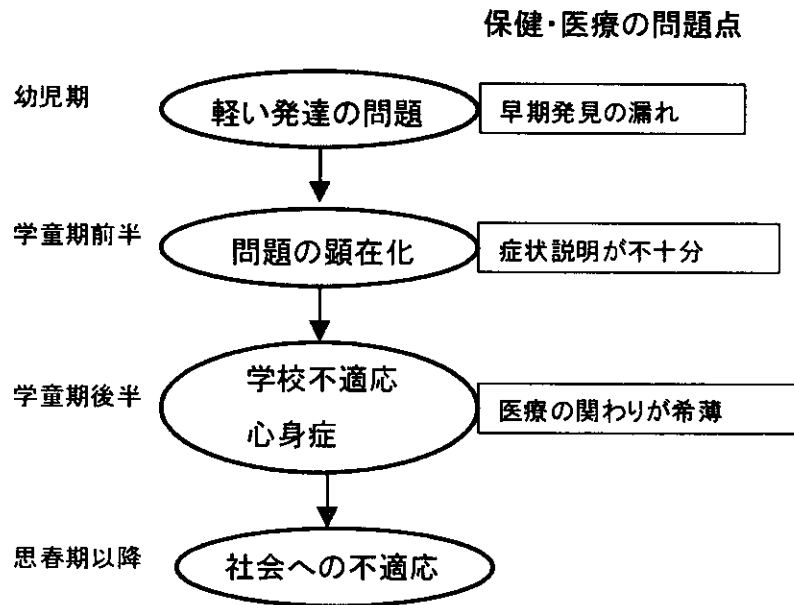 保健・医療の問題点
幼児期
軽い発達の問題
早期発見の漏れ
学童期前半
問題の顕在化
症状説明が不十分
学童期後半
学校不適応
心身症
医療の関わりが希薄
思春期以降
社会への不適応